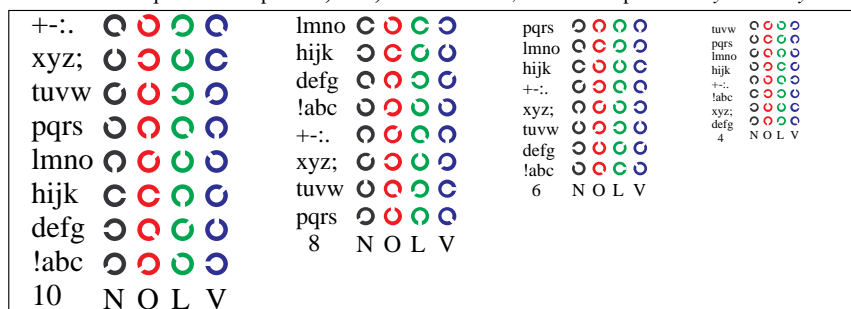 +-:.
xyz;
tuvw
pqrs
lmno
hijk
defg
!abc
10 N O L V
lmno
hijk
defg
!abc
+-:.
xyz;
tuvw
pqrs
8 N O L V
pqrs
lmno
hijk
+-:.
xyz;
tuvw
defg
!abc
6 N O L V
tuvw
pqrs
lmno
hijk
+-:.
!abc
xyz;
defg
4 N O L V